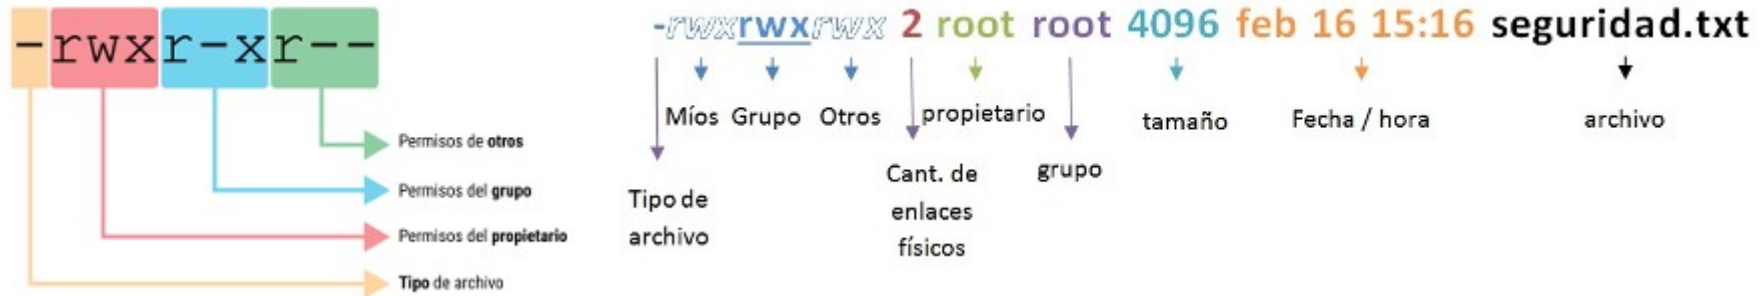 -rwxr-xr--
Permisos de otros
Permisos del grupo
Permisos del propietario
Tipo de archivo
-rwxrwxrwx 2 root root 4096 feb 16 15:16 seguridad.txt
Míos Grupo Otros propietario tamaño Fecha / hora archivo
Cant. de
enlaces
físicos
grupo
Tipo de
archivo